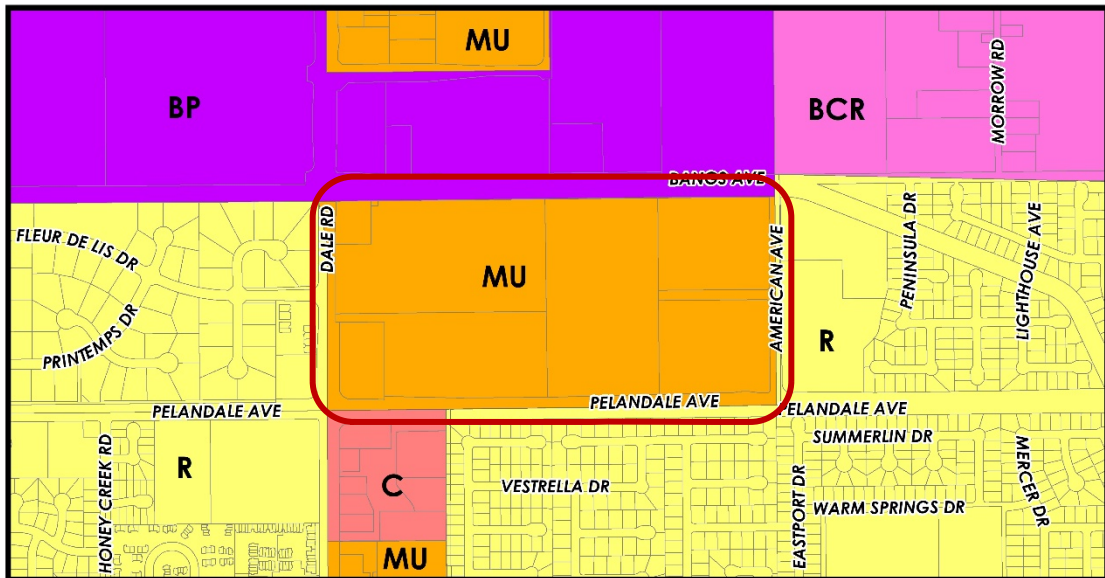 MU
BP
BCR
MORROW RD
BANGS AVE
FLEUR DE LIS DR
DALE RD
MU
AMERICAN AVE
PENINSULA DR
LIGHTHOUSE AVE
PRINTEMPS DR
R
PELANDALE AVE
PELANDALE AVE
PELANDALE AVE
HONEY CREEK RD
R
C
VESTRELLA DR
EASTPORT DR
SUMMERLIN DR
MERCER DR
WARM SPRINGS DR
MU